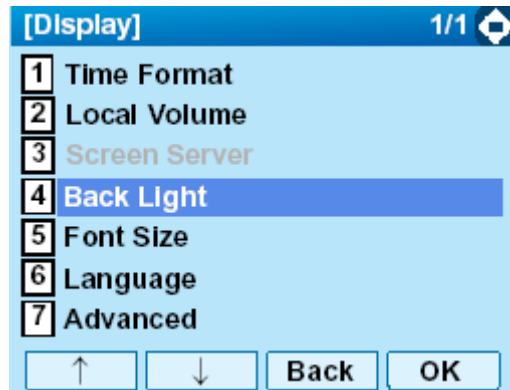 [Display] 1/1
1 Time Format
2 Local Volume
3 Screen Server
4 Back Light
5 Font Size
6 Language
7 Advanced
↑ ↓ Back OK